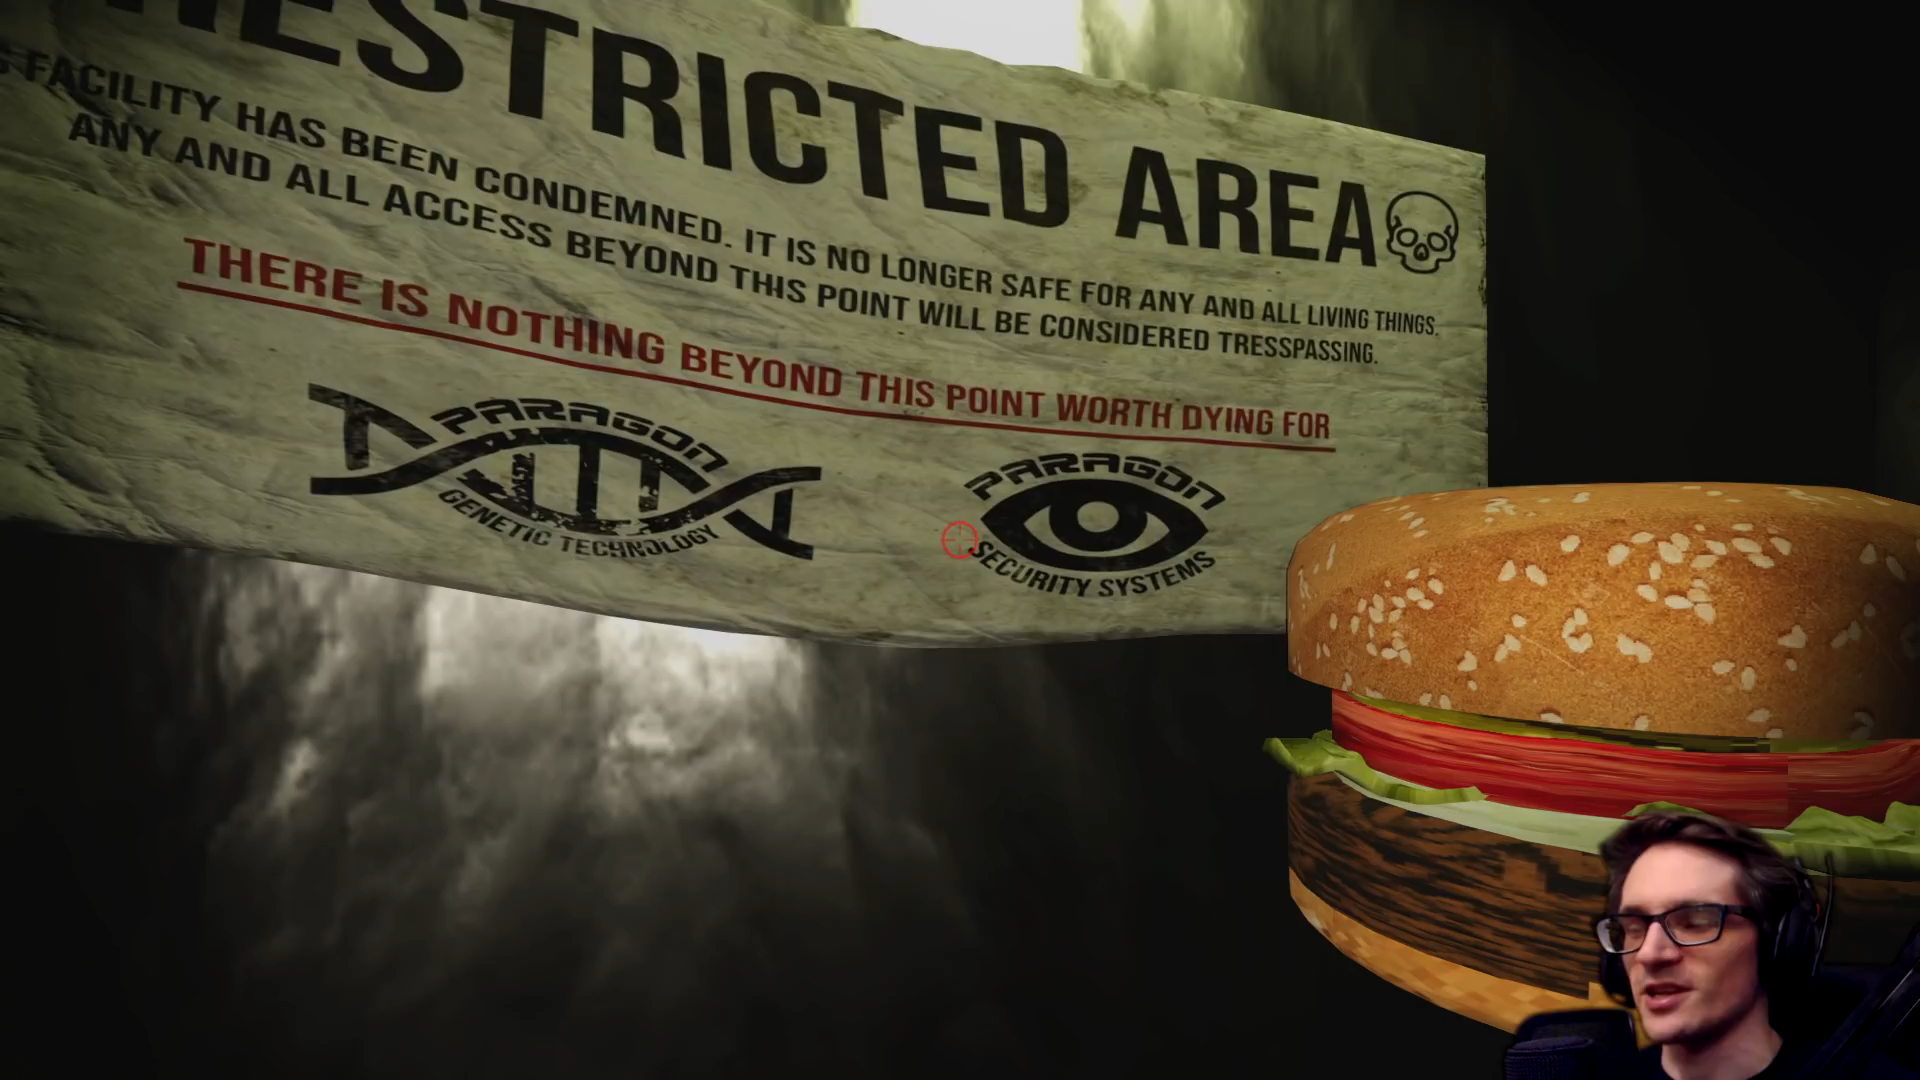 RESTRICTED AREA
FACILITY HAS BEEN CONDEMNED. IT IS NO LONGER SAFE FOR ANY AND ALL LIVING THINGS.
ANY AND ALL ACCESS BEYOND THIS POINT WILL BE CONSIDERED TRESSPASSING.
THERE IS NOTHING BEYOND THIS POINT WORTH DYING FOR
PARAGON
GENETIC TECHNOLOGY
PARAGON
SECURITY SYSTEMS